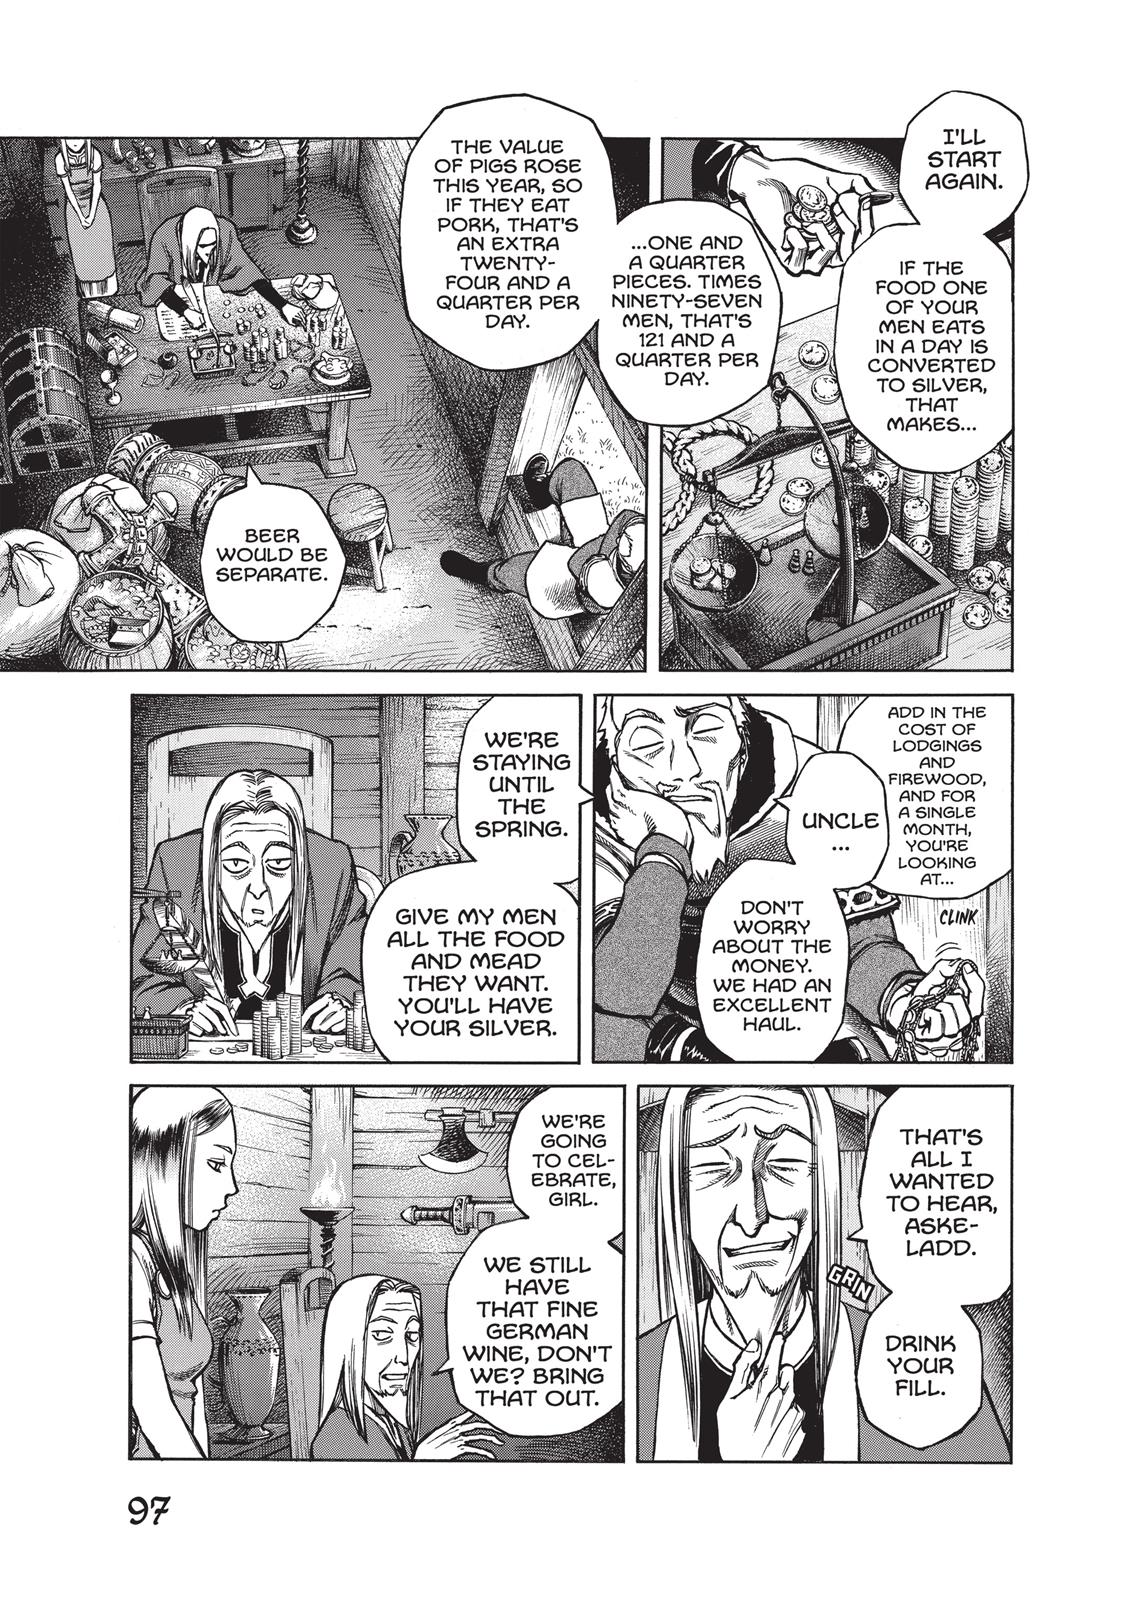 I'LL
START
AGAIN.
IF THE
FOOD ONE
OF YOUR
MEN EATS
IN A DAY IS
CONVERTED
TO SILVER,
THAT
MAKES...
...ONE AND
A QUARTER
PIECES. TIMES
NINETY-SEVEN
MEN, THAT'S
121 AND A
QUARTER PER
DAY.
THE VALUE
OF PIGS ROSE
THIS YEAR, SO
IF THEY EAT
PORK, THAT'S
AN EXTRA
TWENTY-
FOUR AND A
QUARTER PER
DAY.
BEER
WOULD BE
SEPARATE.
ADD IN THE
COST OF
LODGINGS
AND
FIREWOOD,
AND FOR
A SINGLE
MONTH,
YOU'RE
LOOKING
AT...
CLINK
UNCLE
...
DON'T
WORRY
ABOUT THE
MONEY.
WE HAD AN
EXCELLENT
HAUL.
WE'RE
STAYING
UNTIL
THE
SPRING.
GIVE MY MEN
ALL THE FOOD
AND MEAD
THEY WANT.
YOU'LL HAVE
YOUR SILVER.
THAT'S
ALL I
WANTED
TO HEAR,
ASKE-
LADD.
GRIN
DRINK
YOUR
FILL.
WE'RE
GOING
TO CEL-
EBRATE,
GIRL.
WE STILL
HAVE
THAT FINE
GERMAN
WINE, DON'T
WE? BRING
THAT OUT.
97